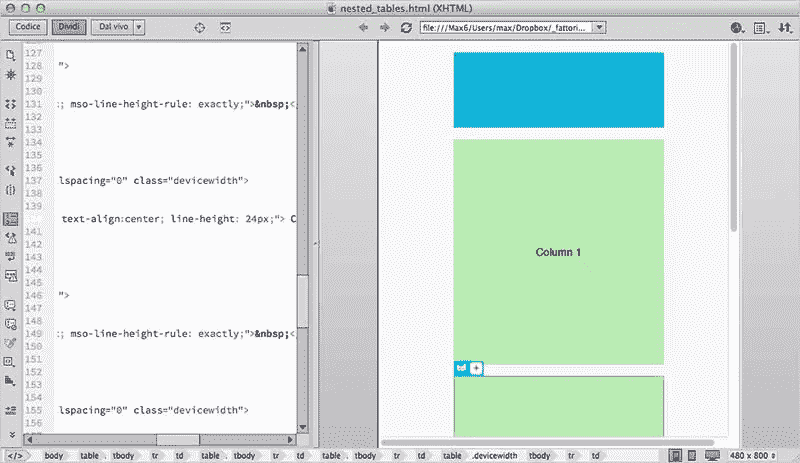 nested_tables.html (XHTML)
Codice Dividi Dal vivo file:///Max6/Users/max/Dropbox/_fattori...
127
128 ">
129
130
131 :; mso-line-height-rule: exactly;">&nbsp;<
132
133
134
135
136
137 lspacing="0" class="devicewidth">
138
139
text-align:center; line-height: 24px;"> C
141
142
143
144
145
146 ">
147
148
149 :; mso-line-height-rule: exactly;">&nbsp;<
150
151
152
153
154
155 lspacing="0" class="devicewidth">
156
Column 1
</> body table . tbody tr td table . tbody tr td table .devicewidth tbody tr td 480 x 800